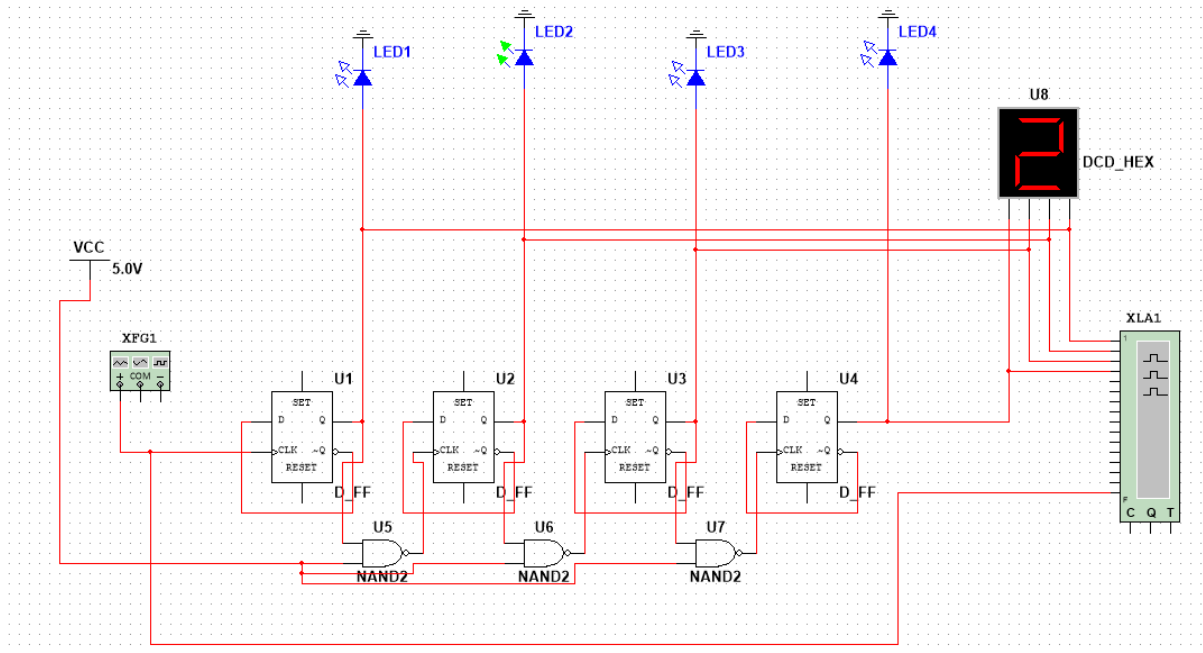 LED1
LED2
LED3
LED4
U8
2
DCD_HEX
VCC
5.0V
XFG1
+ COM −
XLA1
1
F
C Q T
U1
SET
D Q
CLK ~Q
RESET
D_FF
U2
SET
D Q
CLK ~Q
RESET
D_FF
U3
SET
D Q
CLK ~Q
RESET
D_FF
U4
SET
D Q
CLK ~Q
RESET
D_FF
U5
NAND2
U6
NAND2
U7
NAND2